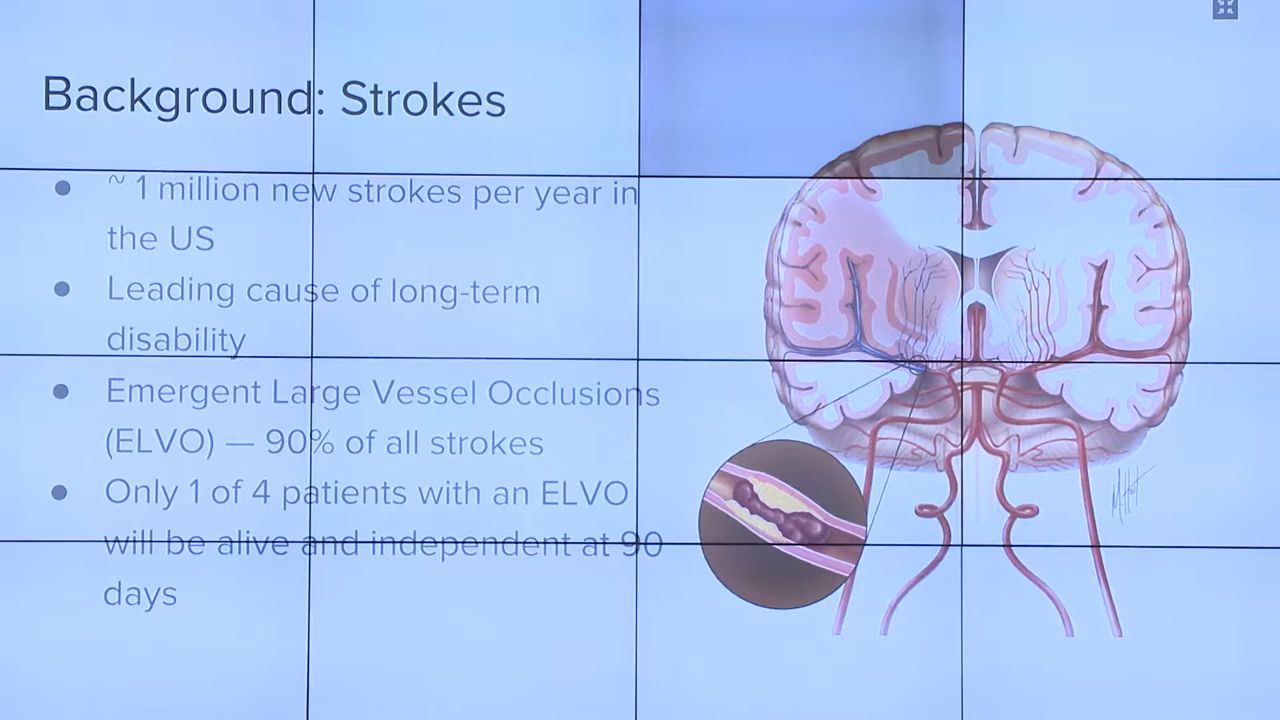 Background: Strokes
● ~ 1 million new strokes per year in
the US
● Leading cause of long-term
disability
● Emergent Large Vessel Occlusions
(ELVO) — 90% of all strokes
● Only 1 of 4 patients with an ELVO
will be alive and independent at 90
days